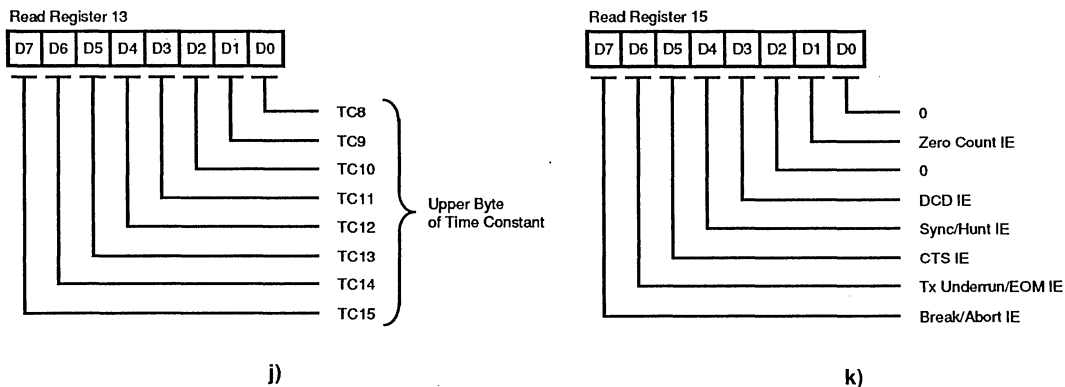 Read Register 13
D7 D6 D5 D4 D3 D2 D1 D0
TC8
TC9
TC10
TC11
TC12
TC13
TC14
TC15
Upper Byte
of Time Constant
j)
Read Register 15
D7 D6 D5 D4 D3 D2 D1 D0
0
Zero Count IE
0
DCD IE
Sync/Hunt IE
CTS IE
Tx Underrun/EOM IE
Break/Abort IE
k)